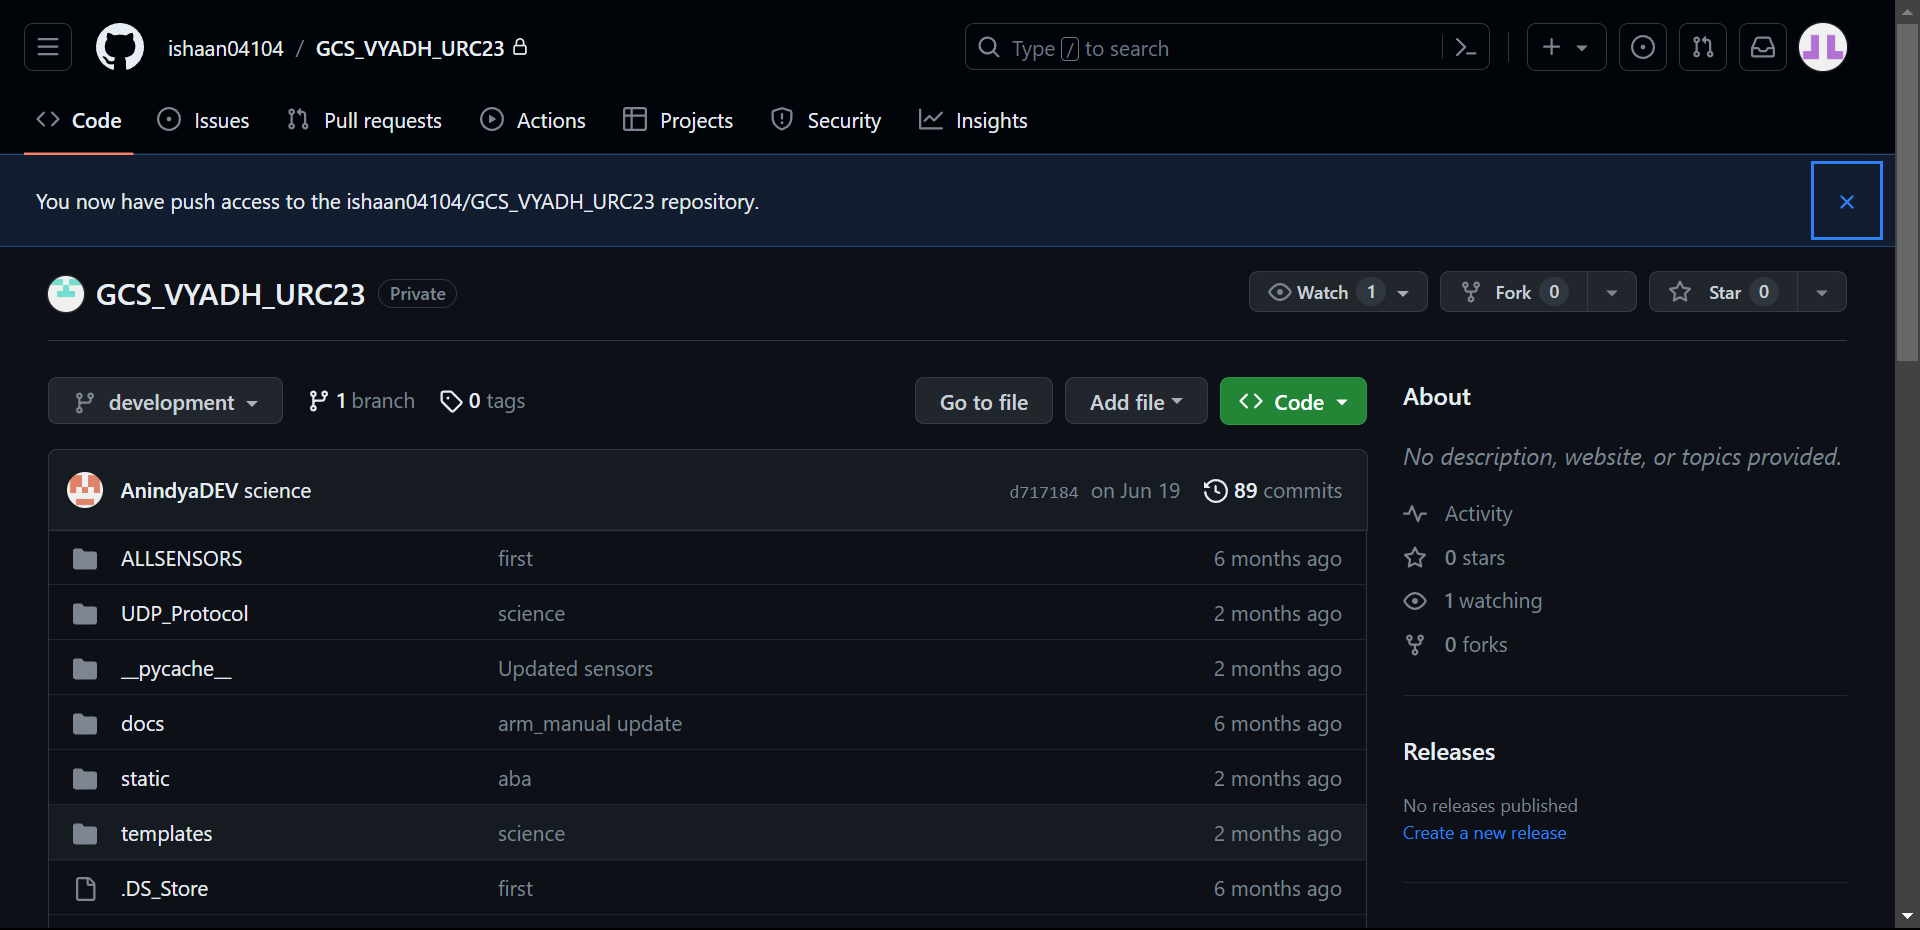 ishaan04104 / GCS_VYADH_URC23
Type / to search
Code Issues Pull requests Actions Projects Security Insights
You now have push access to the ishaan04104/GCS_VYADH_URC23 repository.
GCS_VYADH_URC23 Private
Watch 1 Fork 0 Star 0
development 1 branch 0 tags
Go to file Add file Code
AnindyaDEV science d717184 on Jun 19 89 commits
ALLSENSORS first 6 months ago
UDP_Protocol science 2 months ago
__pycache__ Updated sensors 2 months ago
docs arm_manual update 6 months ago
static aba 2 months ago
templates science 2 months ago
.DS_Store first 6 months ago
About
No description, website, or topics provided.
Activity
0 stars
1 watching
0 forks
Releases
No releases published
Create a new release